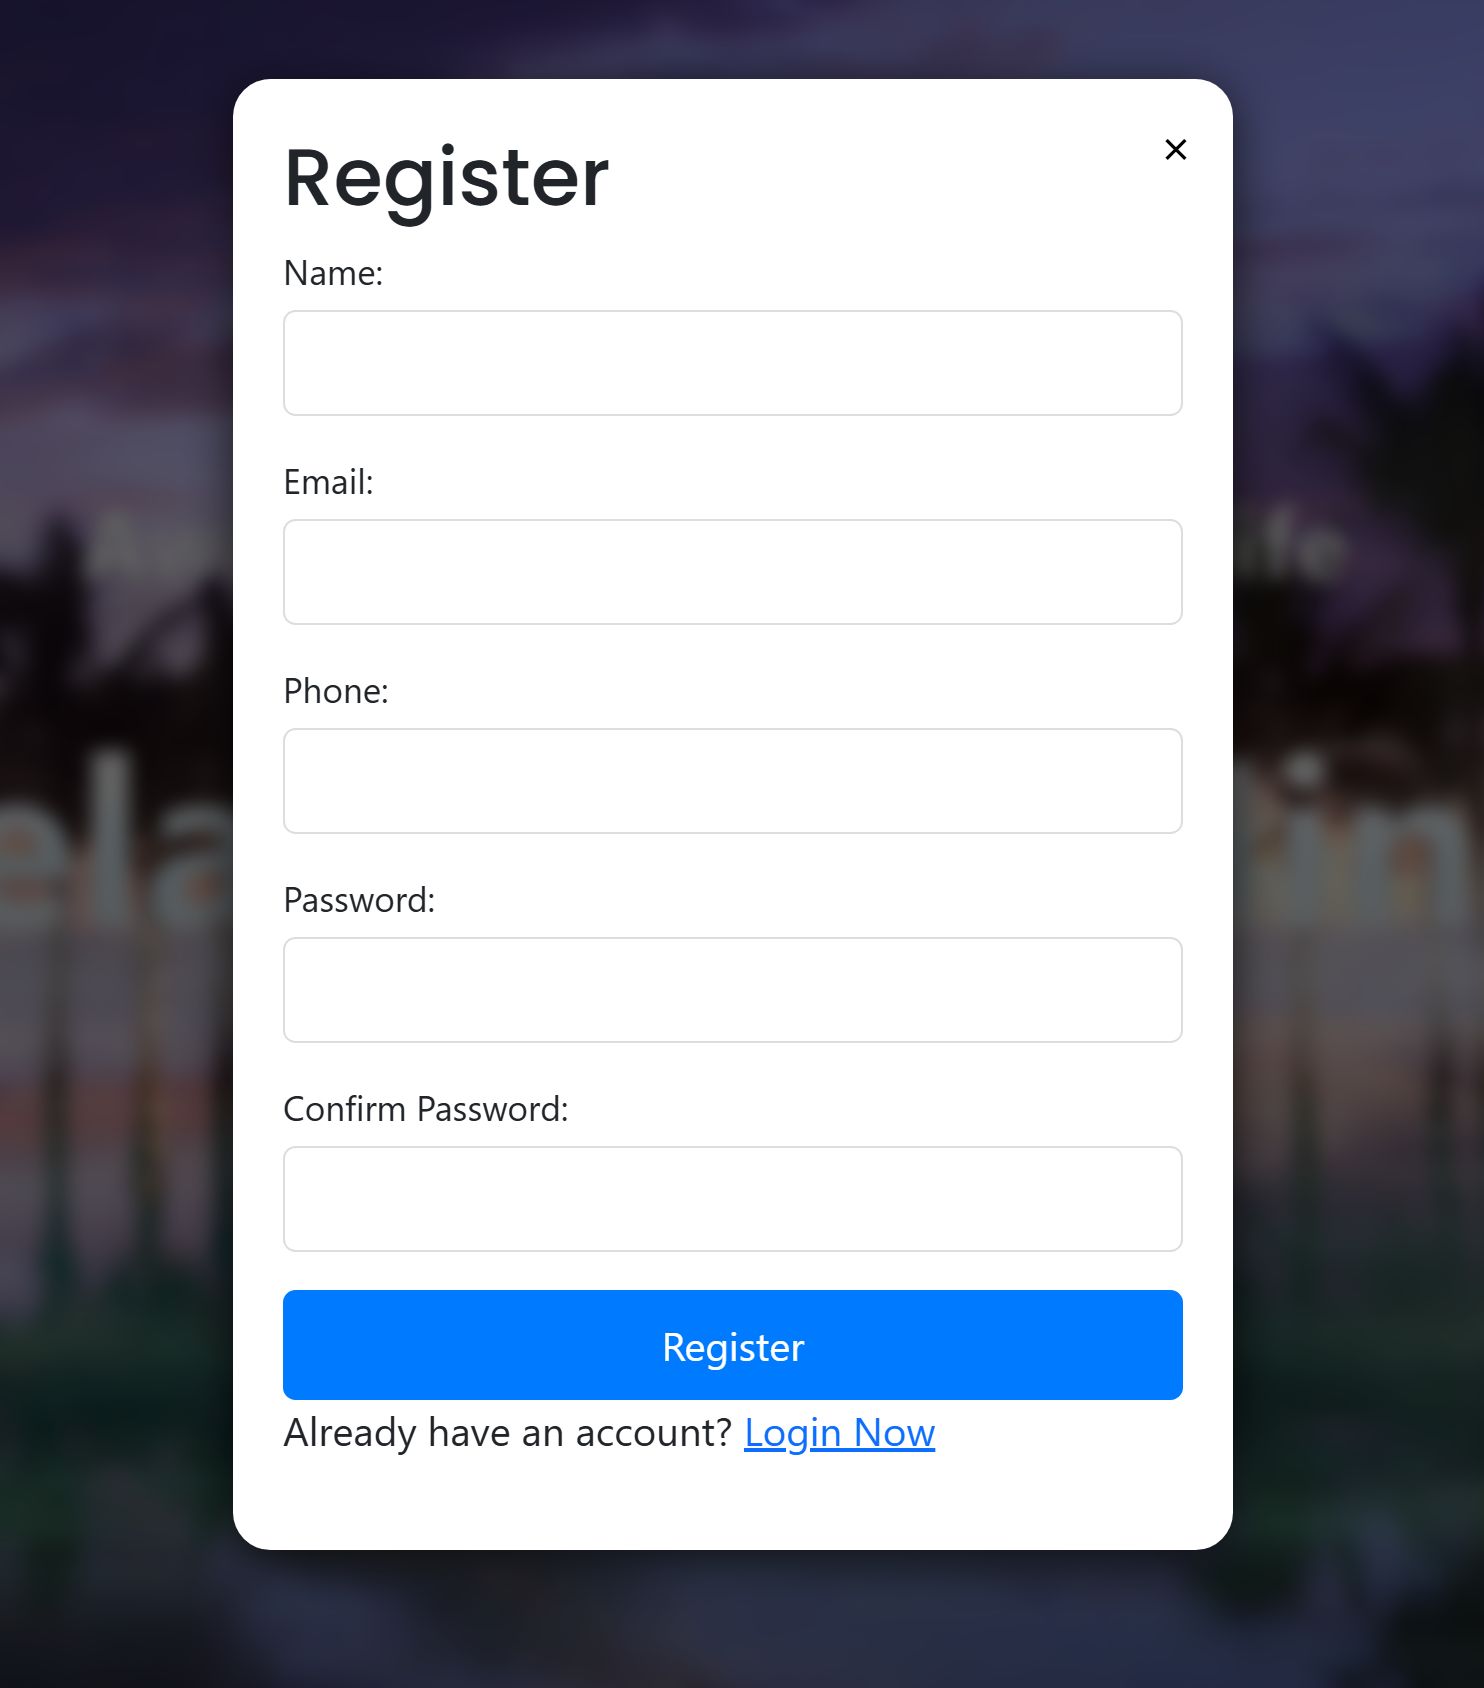 Register
×
Name:
Email:
Phone:
Password:
Confirm Password:
Register
Already have an account? Login Now